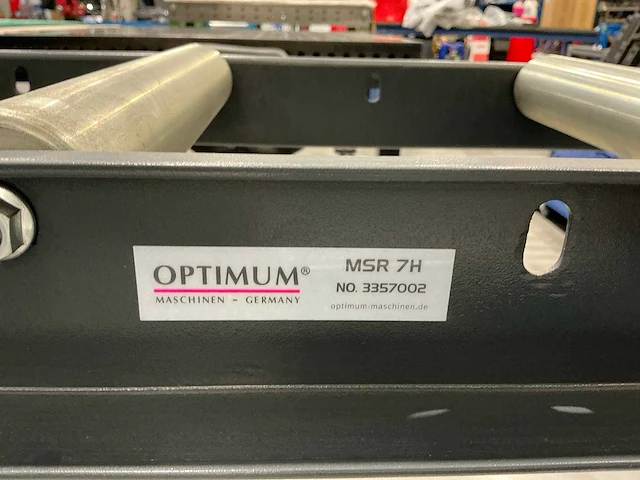 OPTIMUM®
MASCHINEN - GERMANY
MSR 7H
NO. 3357002
optimum-maschinen.de